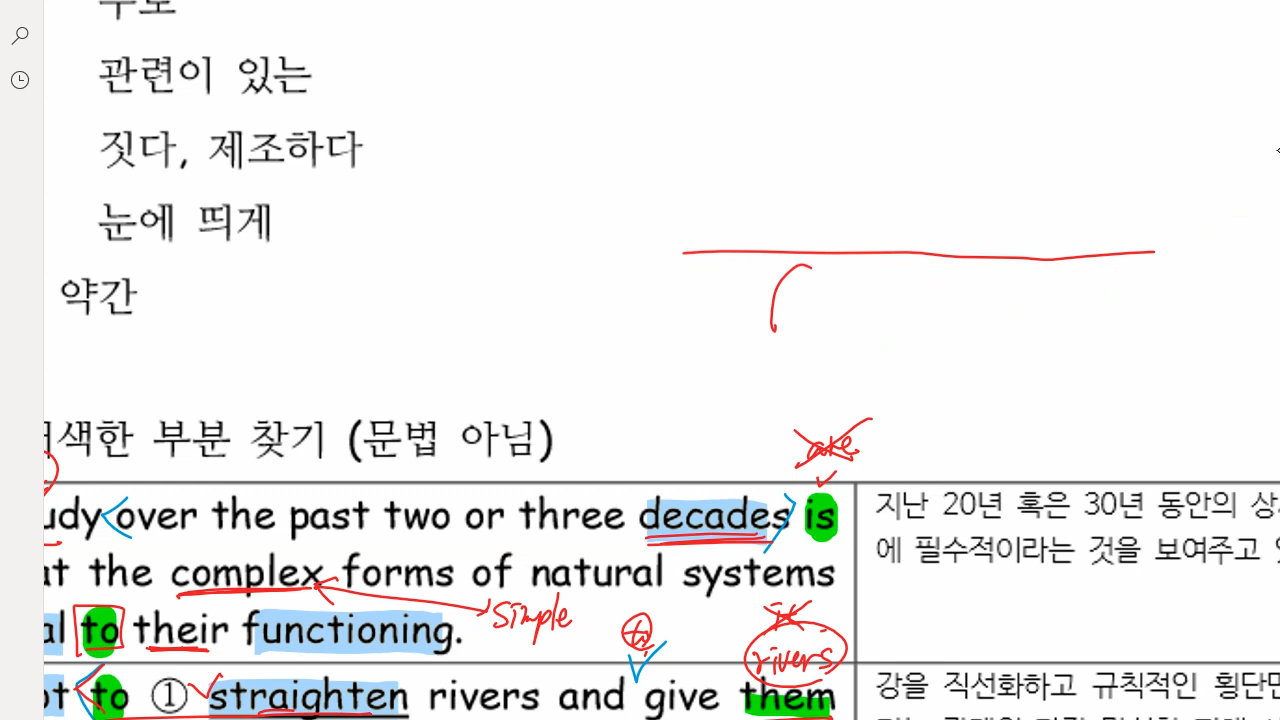 관련이 있는
짓다, 제조하다
눈에 띄게
약간
색한 부분 찾기 (문법 아님)
are
udy over the past two or three decades is
at the complex forms of natural systems
simple
al to their functioning.
it
to
rivers
ot to ① straighten rivers and give them
지난 20년 혹은 30년 동안의 상
에 필수적이라는 것을 보여주고
강을 직선화하고 규칙적인 횡단면